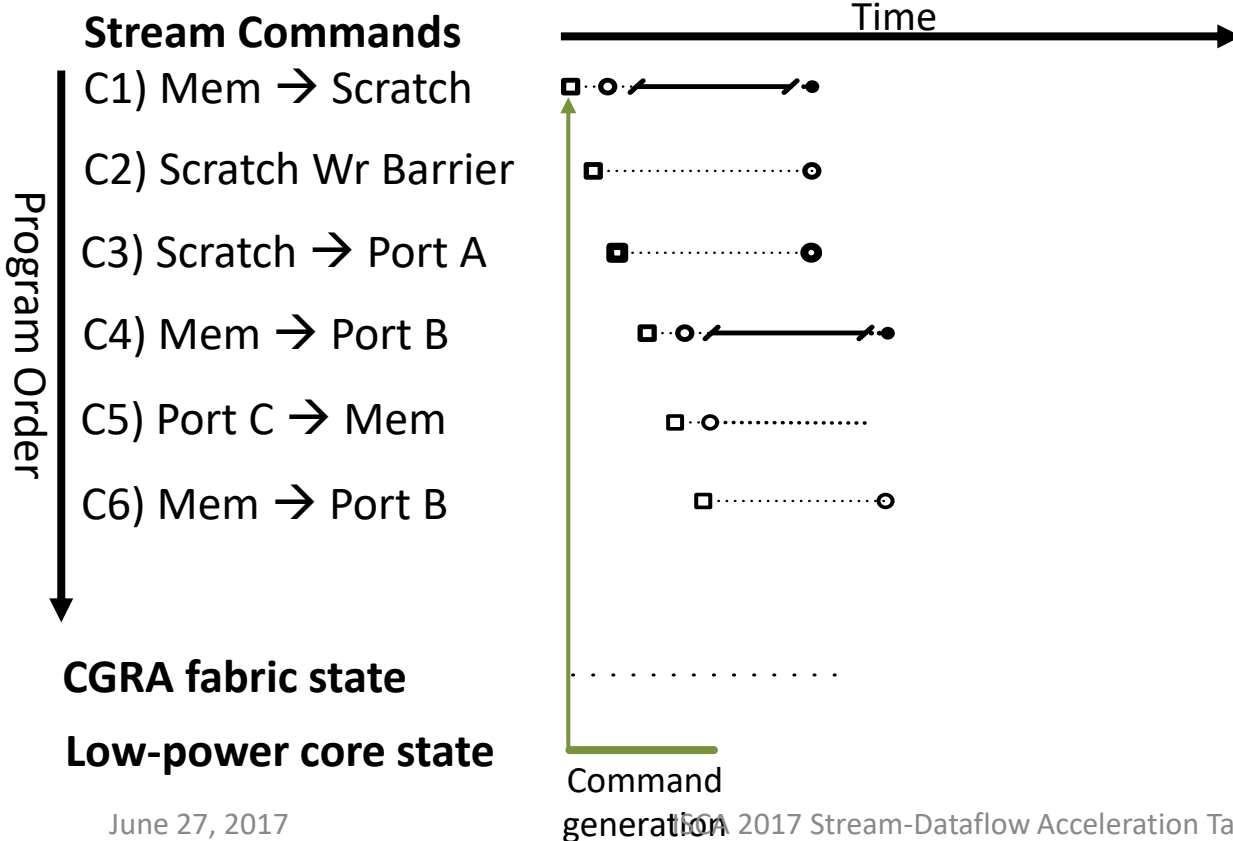 Time
Stream Commands
C1) Mem → Scratch
C2) Scratch Wr Barrier
C3) Scratch → Port A
C4) Mem → Port B
C5) Port C → Mem
C6) Mem → Port B
Program Order
CGRA fabric state
Low-power core state
Command
generation
June 27, 2017
ISCA 2017 Stream-Dataflow Acceleration Ta